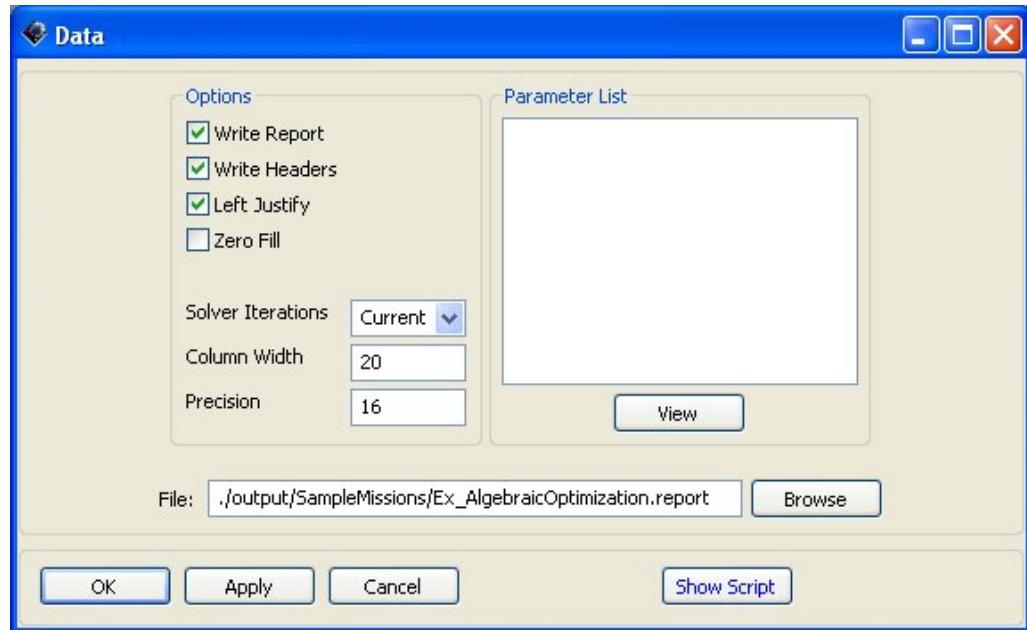 Data
Options
Write Report
Write Headers
Left Justify
Zero Fill
Solver Iterations
Current
Column Width
20
Precision
16
Parameter List
View
File:
./output/SampleMissions/Ex_AlgebraicOptimization.report
Browse
OK
Apply
Cancel
Show Script